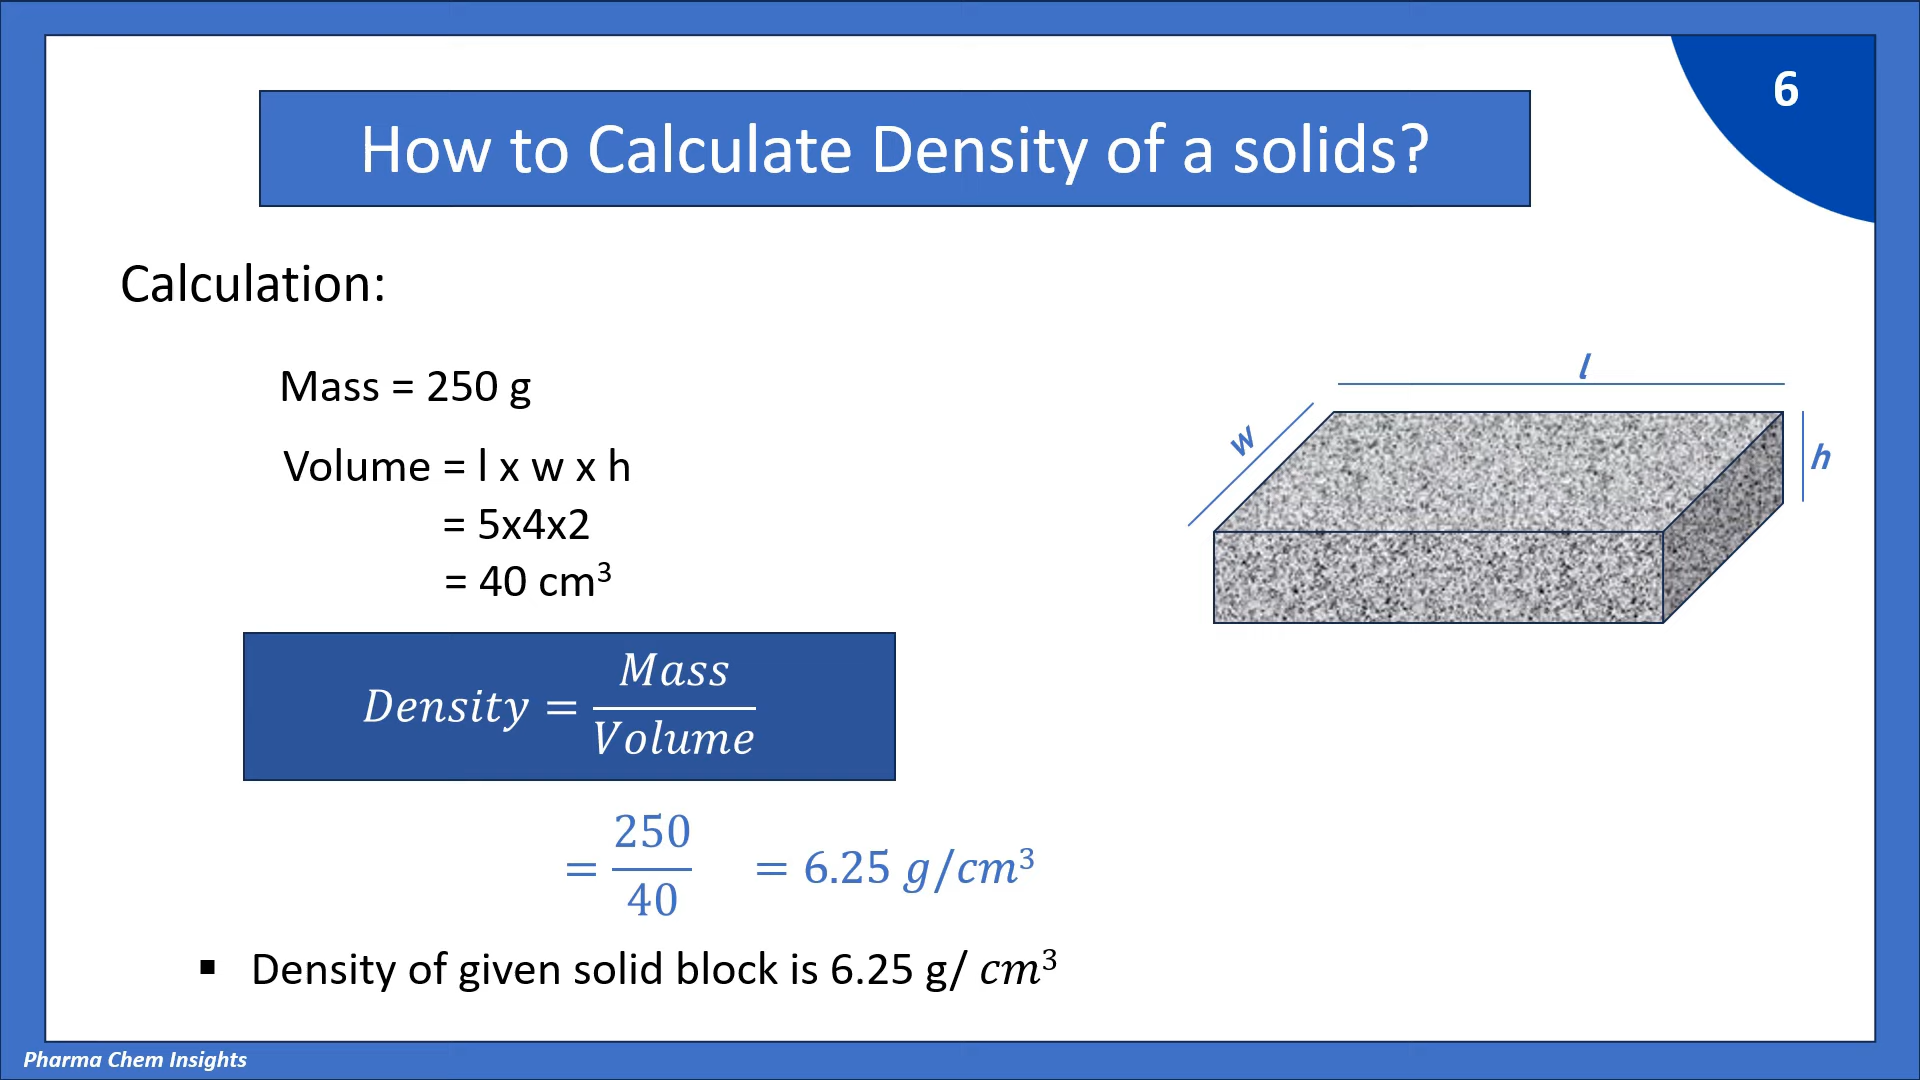 6
How to Calculate Density of a solids?
Calculation:
Mass = 250 g
Volume = l x w x h
= 5x4x2
= 40 cm³
l
w
h
Density = Mass / Volume
= 250 / 40 = 6.25 g/cm³
▪ Density of given solid block is 6.25 g/ cm³
Pharma Chem Insights